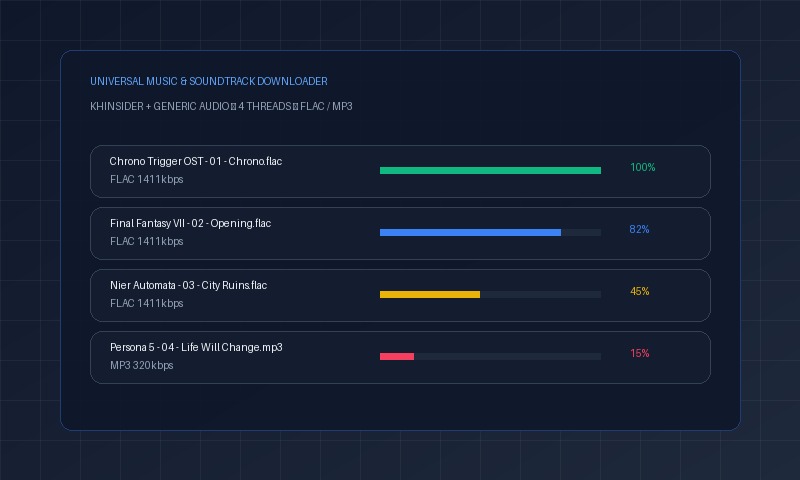 UNIVERSAL MUSIC & SOUNDTRACK DOWNLOADER
KHINSIDER + GENERIC AUDIO ▯ 4 THREADS ▯ FLAC / MP3
Chrono Trigger OST - 01 - Chrono.flac
100%
FLAC 1411kbps
Final Fantasy VII - 02 - Opening.flac
82%
FLAC 1411kbps
Nier Automata - 03 - City Ruins.flac
45%
FLAC 1411kbps
Persona 5 - 04 - Life Will Change.mp3
15%
MP3 320kbps